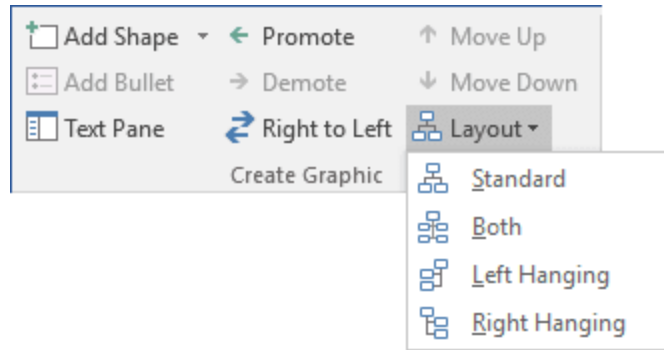 Add Shape Promote Move Up
Add Bullet Demote Move Down
Text Pane Right to Left Layout
Create Graphic
Standard
Both
Left Hanging
Right Hanging